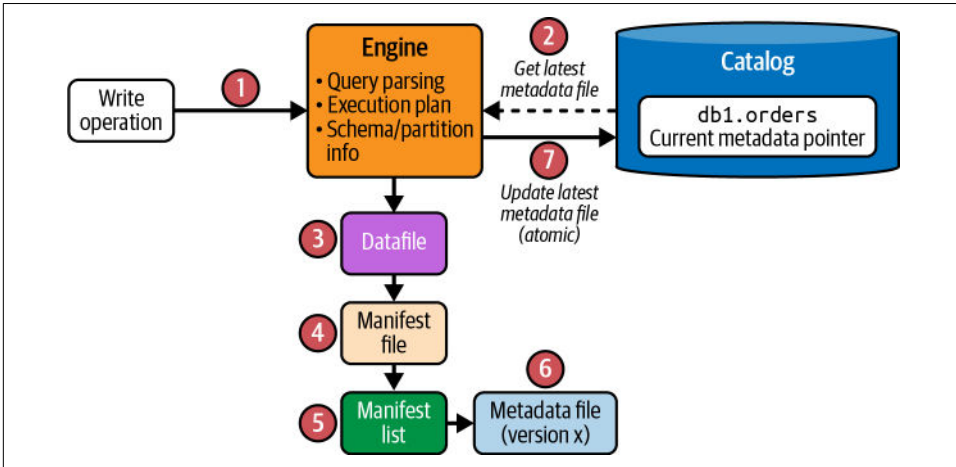 1
Write
operation
Engine
• Query parsing
• Execution plan
• Schema/partition
info
2
Get latest
metadata file
Catalog
db1.orders
Current metadata pointer
7
Update latest
metadata file
(atomic)
3
Datafile
4
Manifest
file
5
Manifest
list
6
Metadata file
(version x)